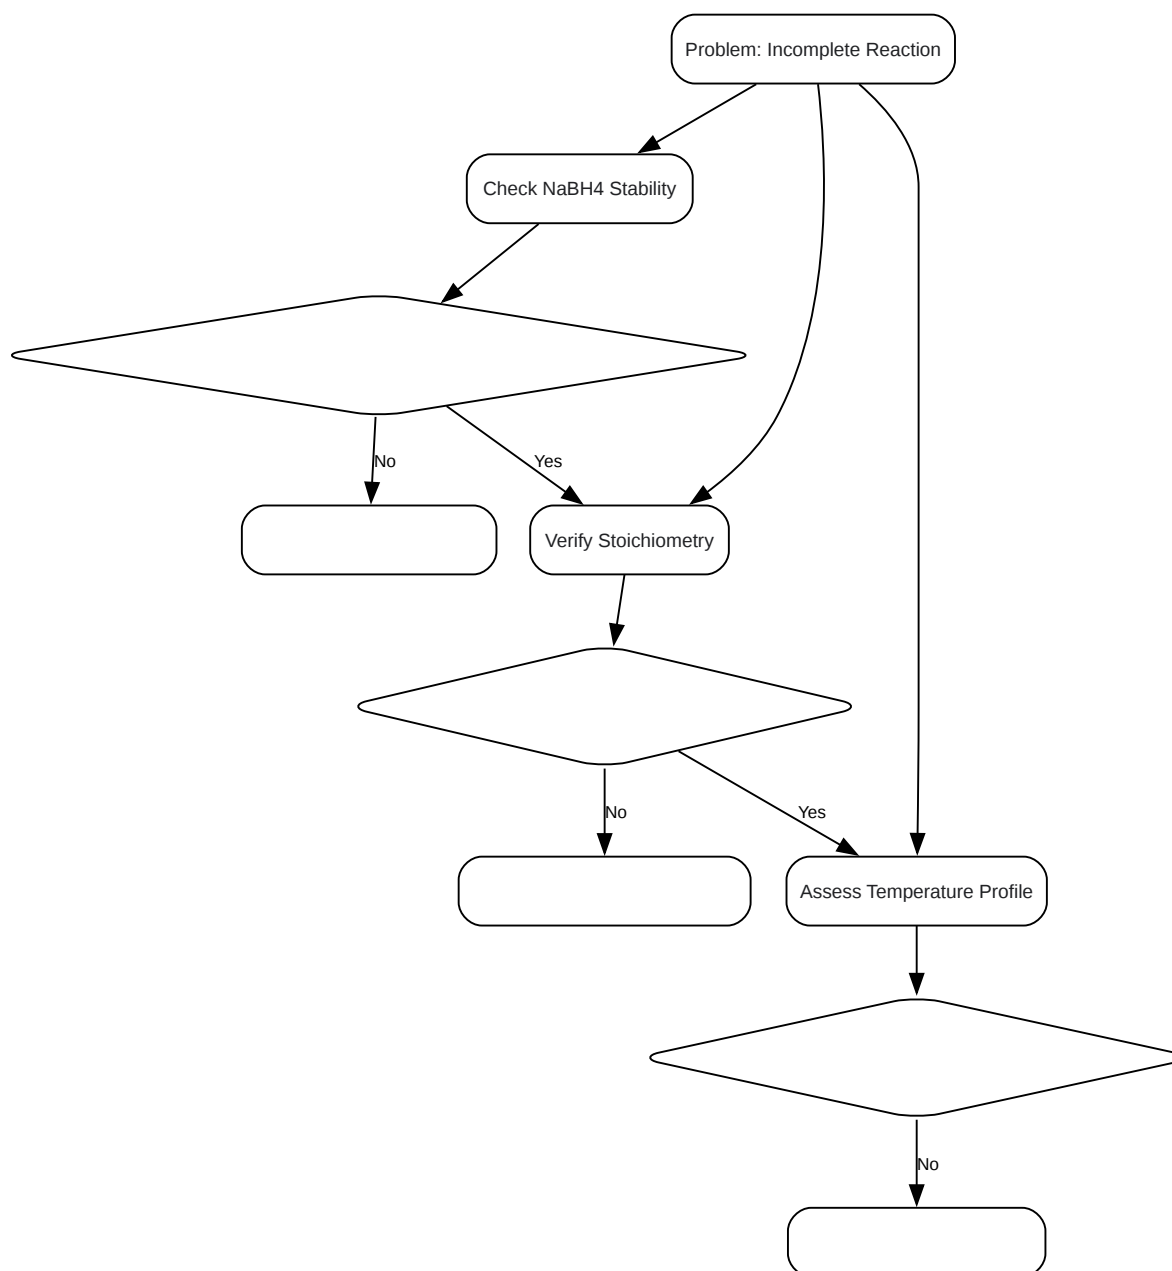 Problem: Incomplete Reaction
Check NaBH4 Stability
No
Yes
Verify Stoichiometry
No
Yes
Assess Temperature Profile
No